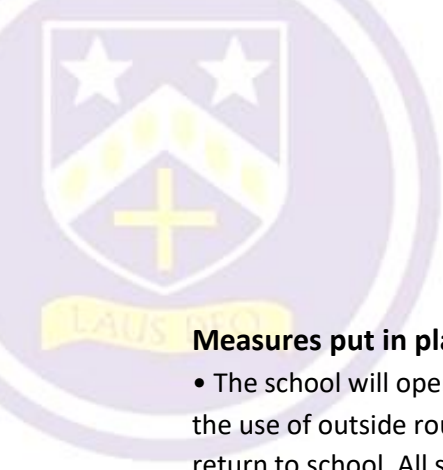 LAUS DEO
Measures put in pla
• The school will ope
the use of outside rou
return to school. All s